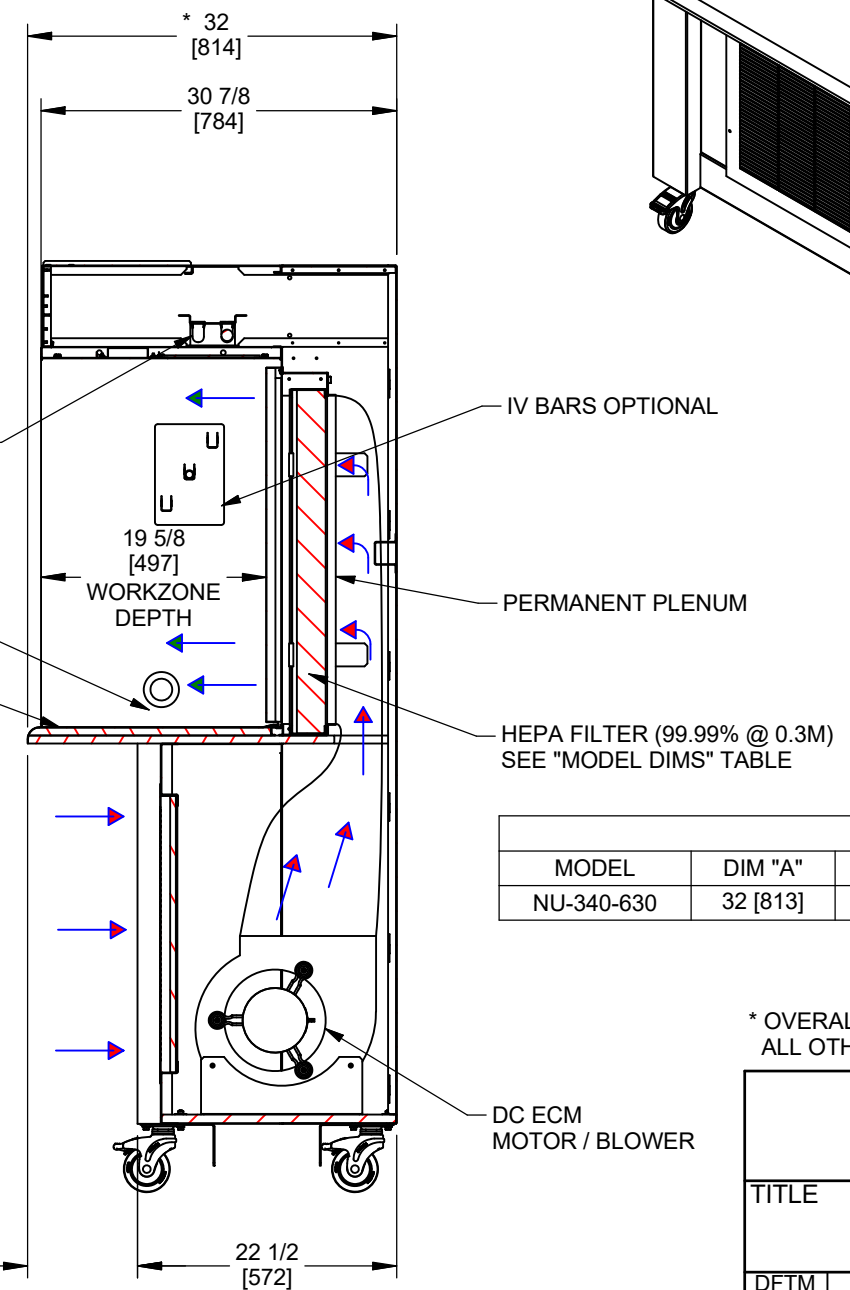 * 32
[814]
30 7/8
[784]
IV BARS OPTIONAL
19 5/8
[497]
WORKZONE
DEPTH
PERMANENT PLENUM
HEPA FILTER (99.99% @ 0.3M)
SEE "MODEL DIMS" TABLE
MODEL DIM "A"
NU-340-630 32 [813]
* OVERAL
ALL OTH
DC ECM
MOTOR / BLOWER
TITLE
22 1/2
[572]
DFTM